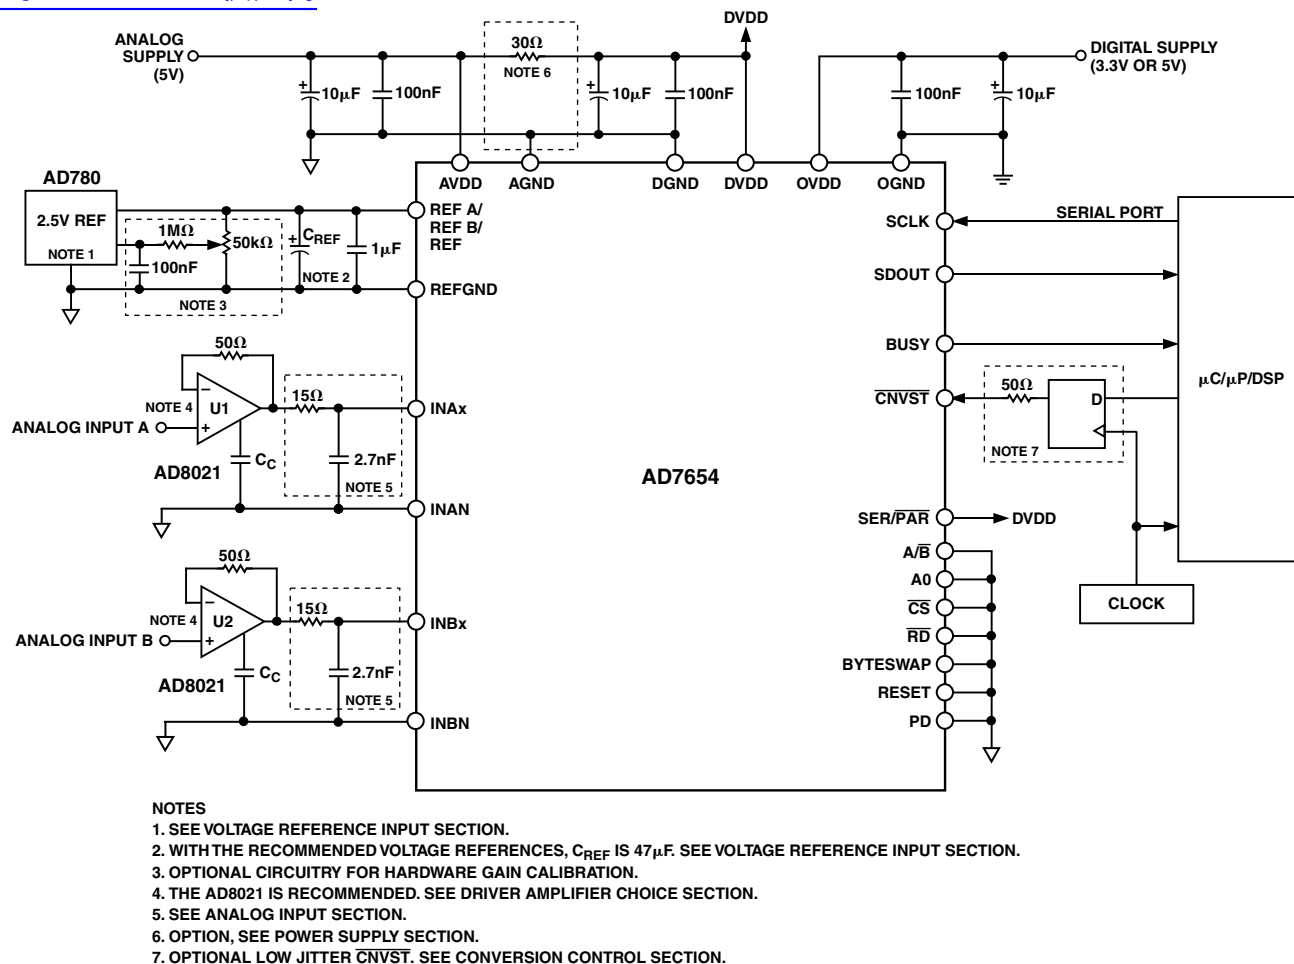 DVDD
ANALOG
SUPPLY
(5V)
30Ω
NOTE 6
DIGITAL SUPPLY
(3.3V OR 5V)
+
10μF
100nF
+
10μF
100nF
100nF
+
10μF
AVDD
AGND
DGND
DVDD
OVDD
OGND
AD780
2.5V REF
NOTE 1
1MΩ
50kΩ
100nF
NOTE 3
+
CREF
NOTE 2
1μF
REF A/
REF B/
REF
REFGND
SCLK
SERIAL PORT
SDOUT
BUSY
μC/μP/DSP
50Ω
NOTE 4
−
U1
+
ANALOG INPUT A
AD8021
CC
15Ω
2.7nF
NOTE 5
INAx
INAN
C̅N̅V̅S̅T̅
50Ω
D
NOTE 7
AD7654
SER/P̅A̅R̅
DVDD
A/B̅
A0
C̅S̅
R̅D̅
BYTESWAP
RESET
PD
CLOCK
50Ω
NOTE 4
−
U2
+
ANALOG INPUT B
AD8021
CC
15Ω
2.7nF
NOTE 5
INBx
INBN
NOTES
1. SEE VOLTAGE REFERENCE INPUT SECTION.
2. WITH THE RECOMMENDED VOLTAGE REFERENCES, CREF IS 47μF. SEE VOLTAGE REFERENCE INPUT SECTION.
3. OPTIONAL CIRCUITRY FOR HARDWARE GAIN CALIBRATION.
4. THE AD8021 IS RECOMMENDED. SEE DRIVER AMPLIFIER CHOICE SECTION.
5. SEE ANALOG INPUT SECTION.
6. OPTION, SEE POWER SUPPLY SECTION.
7. OPTIONAL LOW JITTER C̅N̅V̅S̅T̅. SEE CONVERSION CONTROL SECTION.